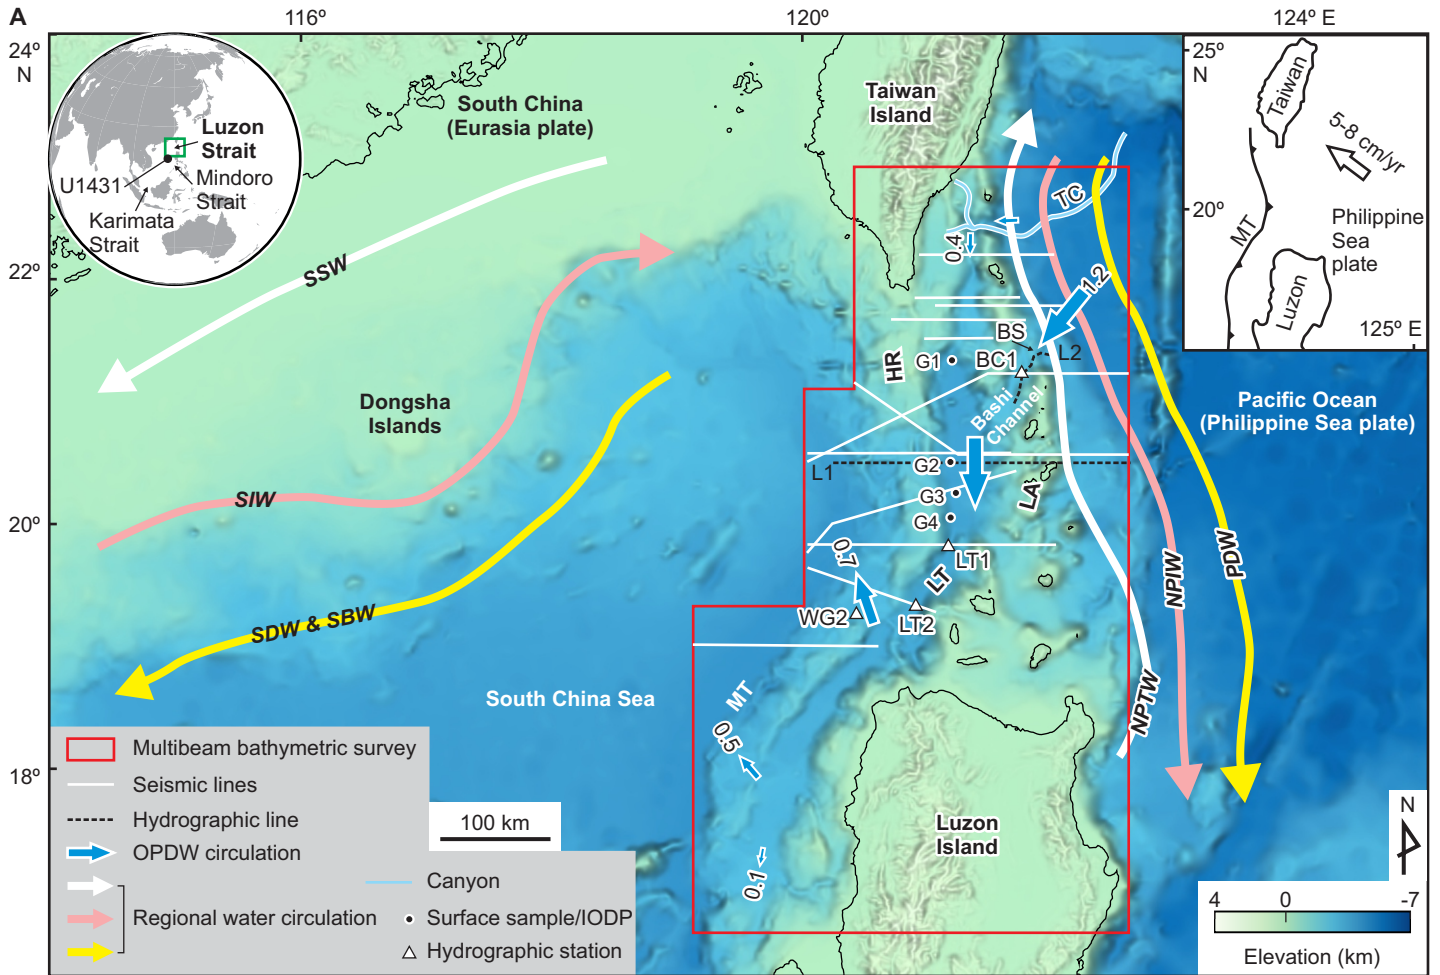 A
116º
120º
124º E
24º
N
22º
20º
18º
Luzon
Strait
U1431
Mindoro
Strait
Karimata
Strait
South China
(Eurasia plate)
Taiwan
Island
25º
N
Taiwan
5-8 cm/yr
20º
MT
Philippine
Sea
plate
Luzon
125º E
SSW
TC
0.4
1.2
BS
L2
HR
G1
BC1
Bashi
Channel
Dongsha
Islands
Pacific Ocean
(Philippine Sea plate)
L1
G2
G3
LA
G4
SIW
0.7
LT1
LT
NPIW
PDW
SDW & SBW
WG2
LT2
South China Sea
MT
NPTW
0.5
0.1
Luzon
Island
Multibeam bathymetric survey
Seismic lines
Hydrographic line
OPDW circulation
Regional water circulation
100 km
Canyon
Surface sample/IODP
Hydrographic station
N
4
0
-7
Elevation (km)